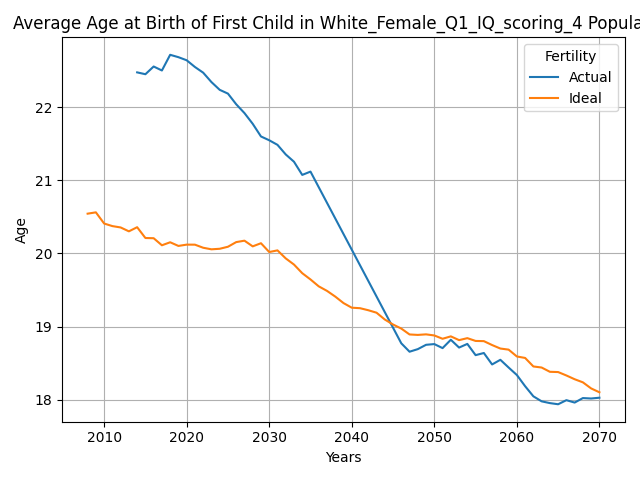 Average Age at Birth of First Child in White_Female_Q1_IQ_scoring_4 Popula
Fertility
Actual
Ideal
Age
22
21
20
19
18
2010 2020 2030 2040 2050 2060 2070
Years